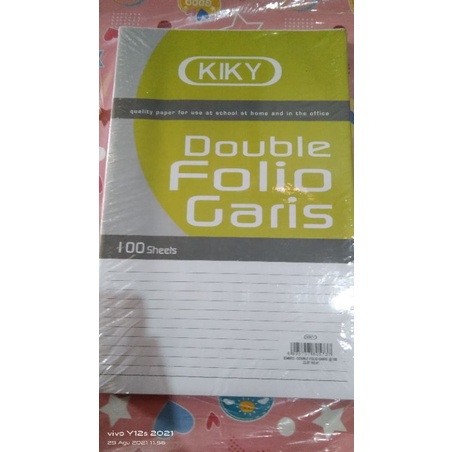 KIKY
quality paper for use at school at home and in the office
Double
Folio
Garis
100 Sheets
vivo Y12s 2021
29 Agu 2021 11.56